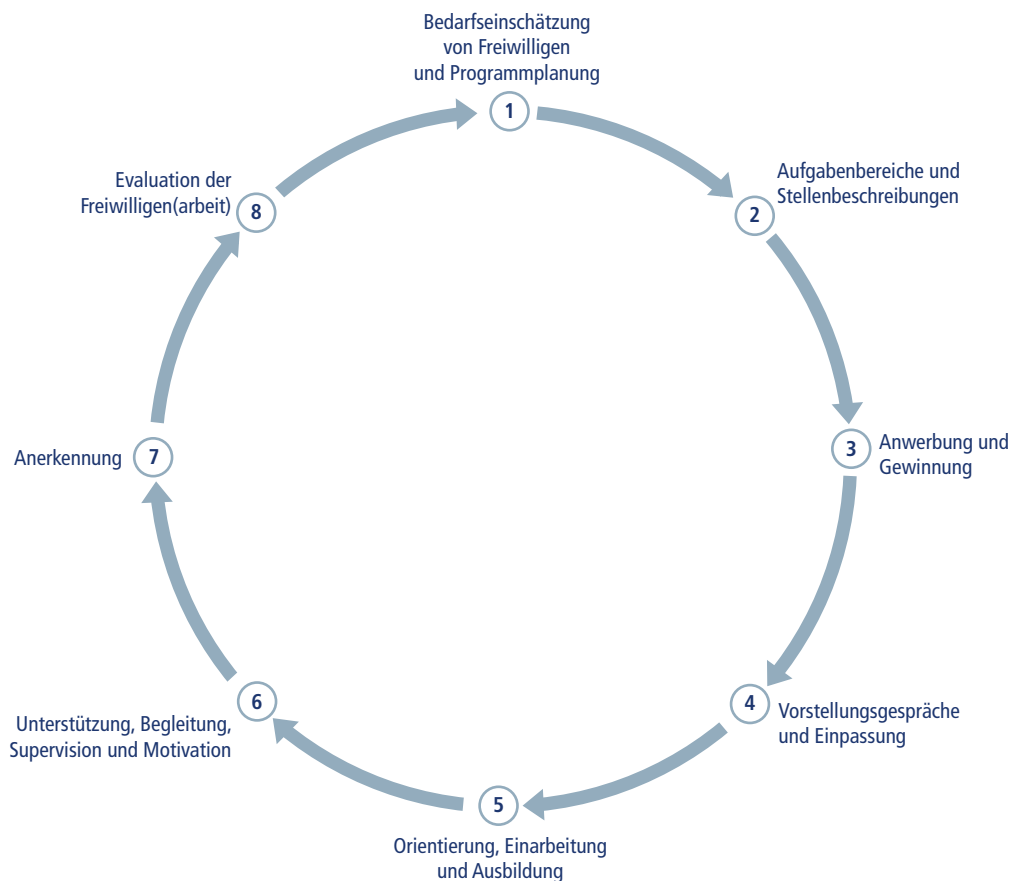 Bedarfseinschätzung
von Freiwilligen
und Programmplanung
1
Aufgabenbereiche und
Stellenbeschreibungen
2
Anwerbung und
Gewinnung
3
Vorstellungsgespräche
und Einpassung
4
5
Orientierung, Einarbeitung
und Ausbildung
6
Unterstützung, Begleitung,
Supervision und Motivation
Anerkennung
7
Evaluation der
Freiwilligen(arbeit)
8